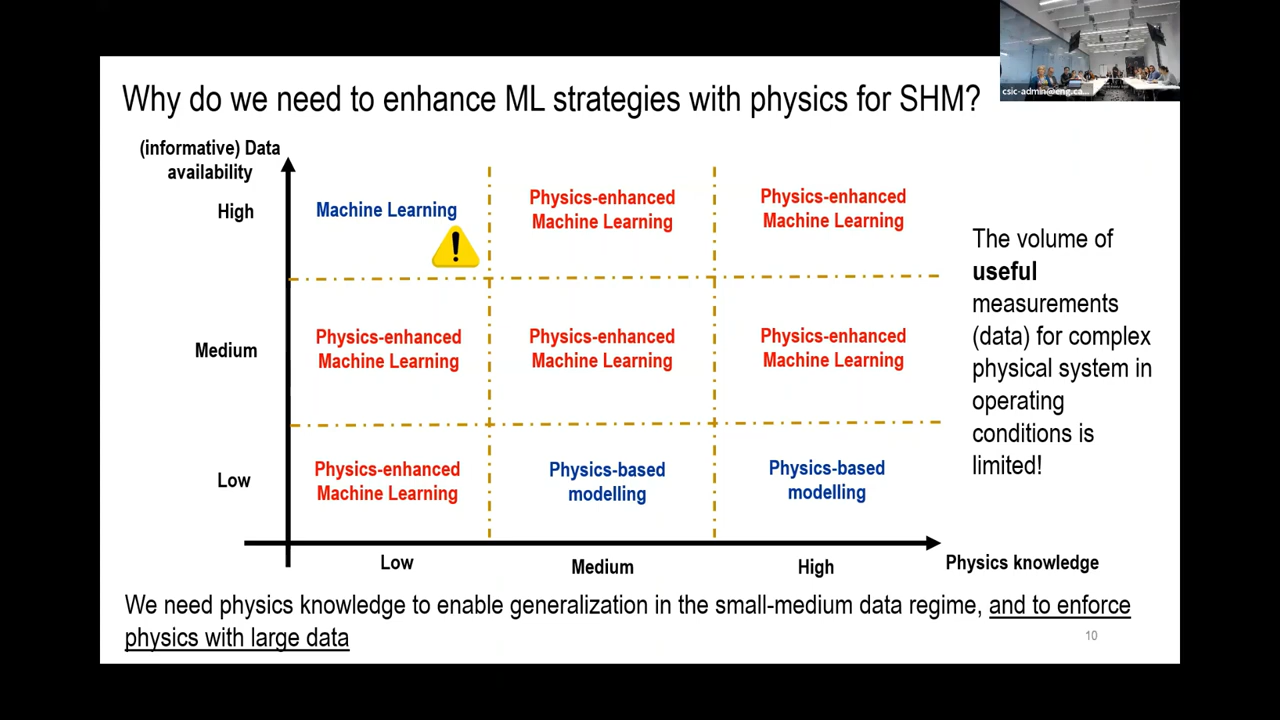 csic-admin@eng.ca...
Why do we need to enhance ML strategies with physics for SHM?
(informative) Data
availability
High
Machine Learning
Physics-enhanced
Machine Learning
Physics-enhanced
Machine Learning
Medium
Physics-enhanced
Machine Learning
Physics-enhanced
Machine Learning
Physics-enhanced
Machine Learning
Low
Physics-enhanced
Machine Learning
Physics-based
modelling
Physics-based
modelling
Low
Medium
High
Physics knowledge
The volume of
useful
measurements
(data) for complex
physical system in
operating
conditions is
limited!
We need physics knowledge to enable generalization in the small-medium data regime, and to enforce
physics with large data
10